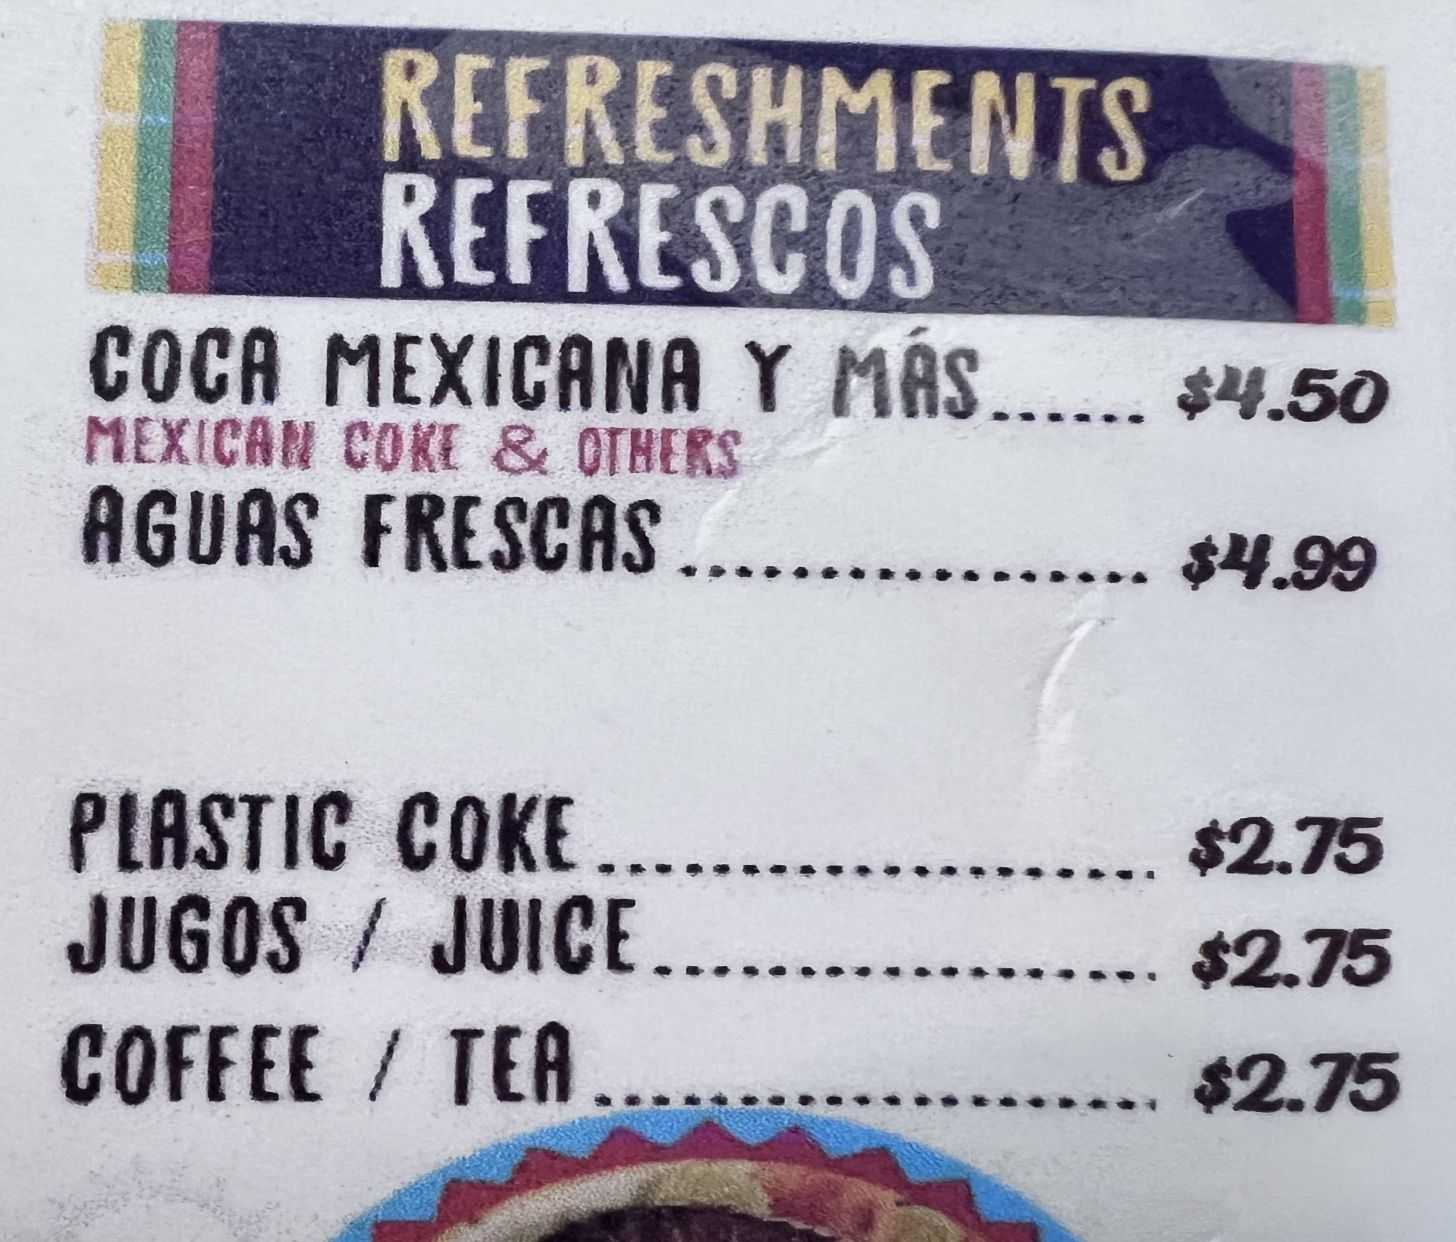 REFRESHMENTS
REFRESCOS
COCA MEXICANA Y MÁS...... $4.50
MEXICAN COKE & OTHERS
AGUAS FRESCAS................. $4.99
PLASTIC COKE.................... $2.75
JUGOS / JUICE.................. $2.75
COFFEE / TEA.................... $2.75